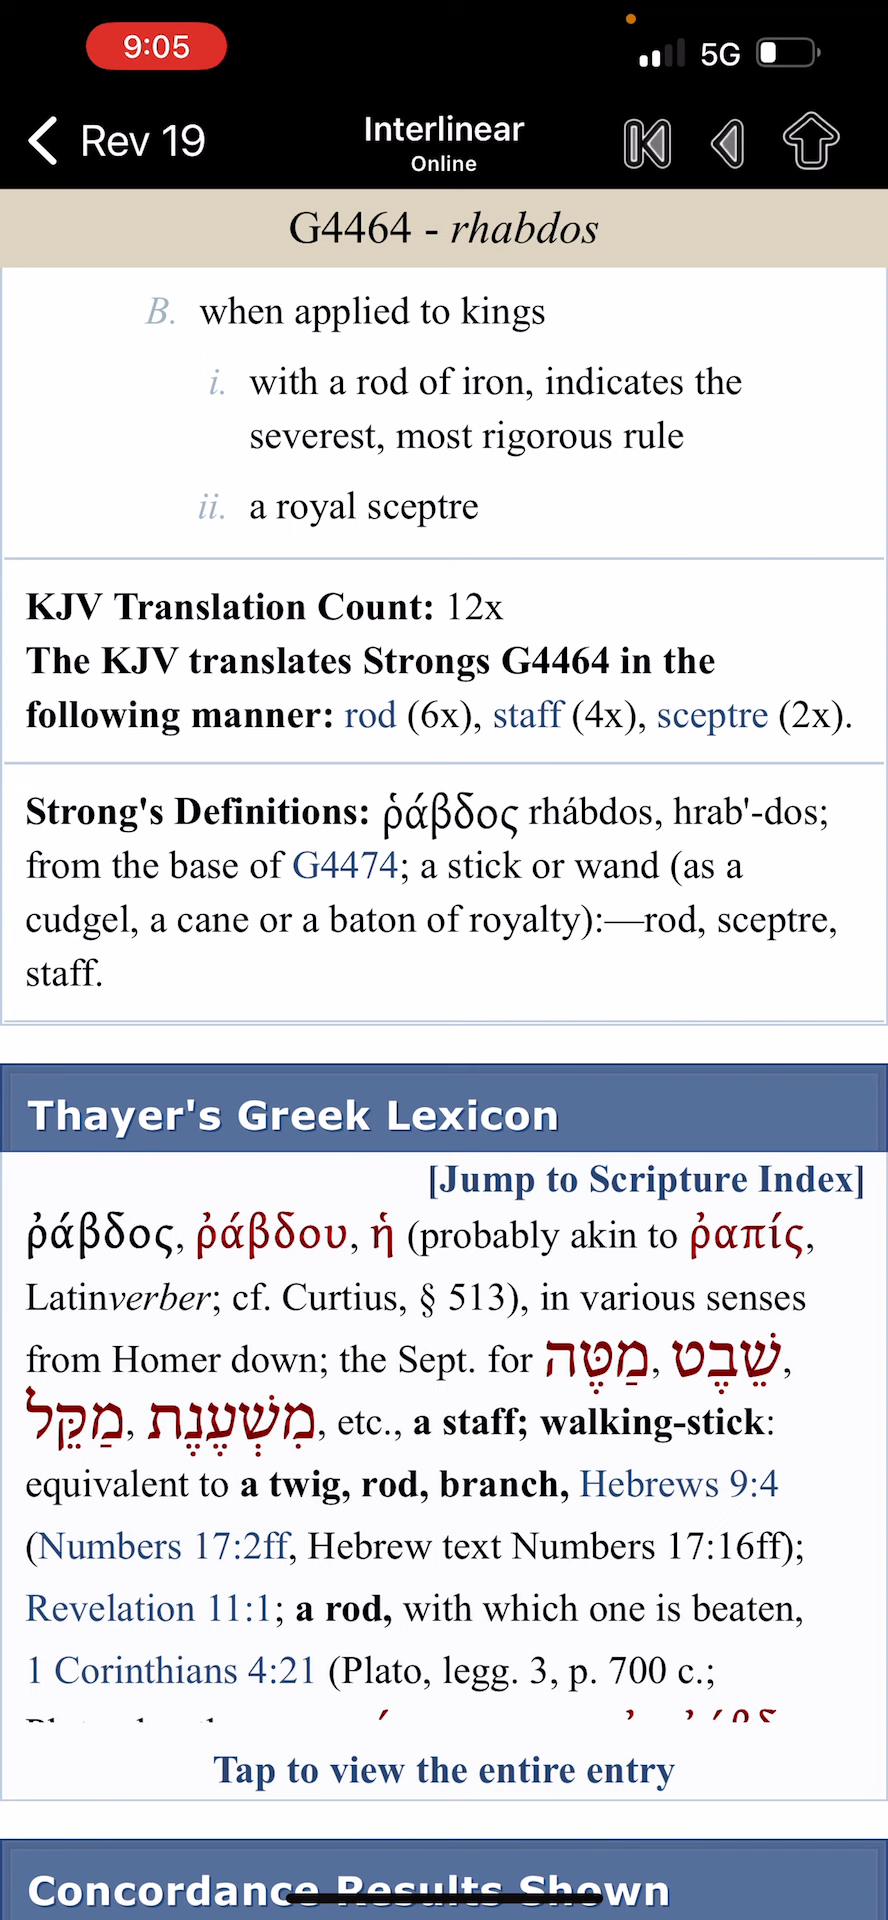 9:05
5G
Rev 19
Interlinear
Online
G4464 - rhabdos
B. when applied to kings
i. with a rod of iron, indicates the
severest, most rigorous rule
ii. a royal sceptre
KJV Translation Count: 12x
The KJV translates Strongs G4464 in the
following manner: rod (6x), staff (4x), sceptre (2x).
Strong's Definitions: ῥάβδος rhábdos, hrab'-dos;
from the base of G4474; a stick or wand (as a
cudgel, a cane or a baton of royalty):—rod, sceptre,
staff.
Thayer's Greek Lexicon
[Jump to Scripture Index]
ῤάβδος, ῤάβδου, ἡ (probably akin to ῤαπίς,
Latinverber; cf. Curtius, § 513), in various senses
from Homer down; the Sept. for מַטֶּה, שֵׁבֶט,
מַקֵּל, מִשְׁעֶנֶת, etc., a staff; walking-stick:
equivalent to a twig, rod, branch, Hebrews 9:4
(Numbers 17:2ff, Hebrew text Numbers 17:16ff);
Revelation 11:1; a rod, with which one is beaten,
1 Corinthians 4:21 (Plato, legg. 3, p. 700 c.;
Tap to view the entire entry
Concordance Results Shown